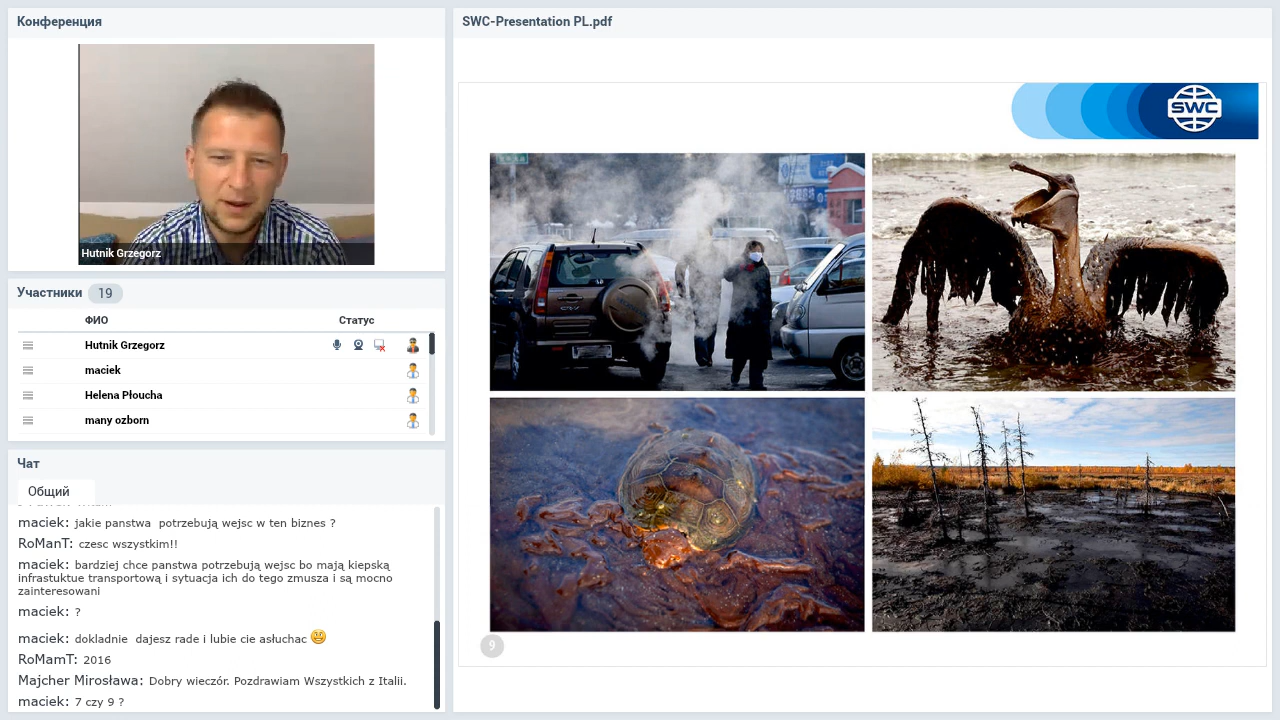 Конференция
Hutnik Grzegorz
Участники 19
ФИО Статус
Hutnik Grzegorz
maciek
Helena Płoucha
many ozborn
Чат
Общий
maciek: jakie panstwa potrzebują wejsc w ten biznes ?
RoManT: czesc wszystkim!!
maciek: bardziej chce panstwa potrzebują wejsc bo mają kiepską
infrastuktue transportową i sytuacja ich do tego zmusza i są mocno
zainteresowani
maciek: ?
maciek: dokladnie dajesz rade i lubie cie asłuchac
RoMamT: 2016
Majcher Mirosława: Dobry wieczór. Pozdrawiam Wszystkich z Italii.
maciek: 7 czy 9 ?
SWC-Presentation PL.pdf
SWC
9